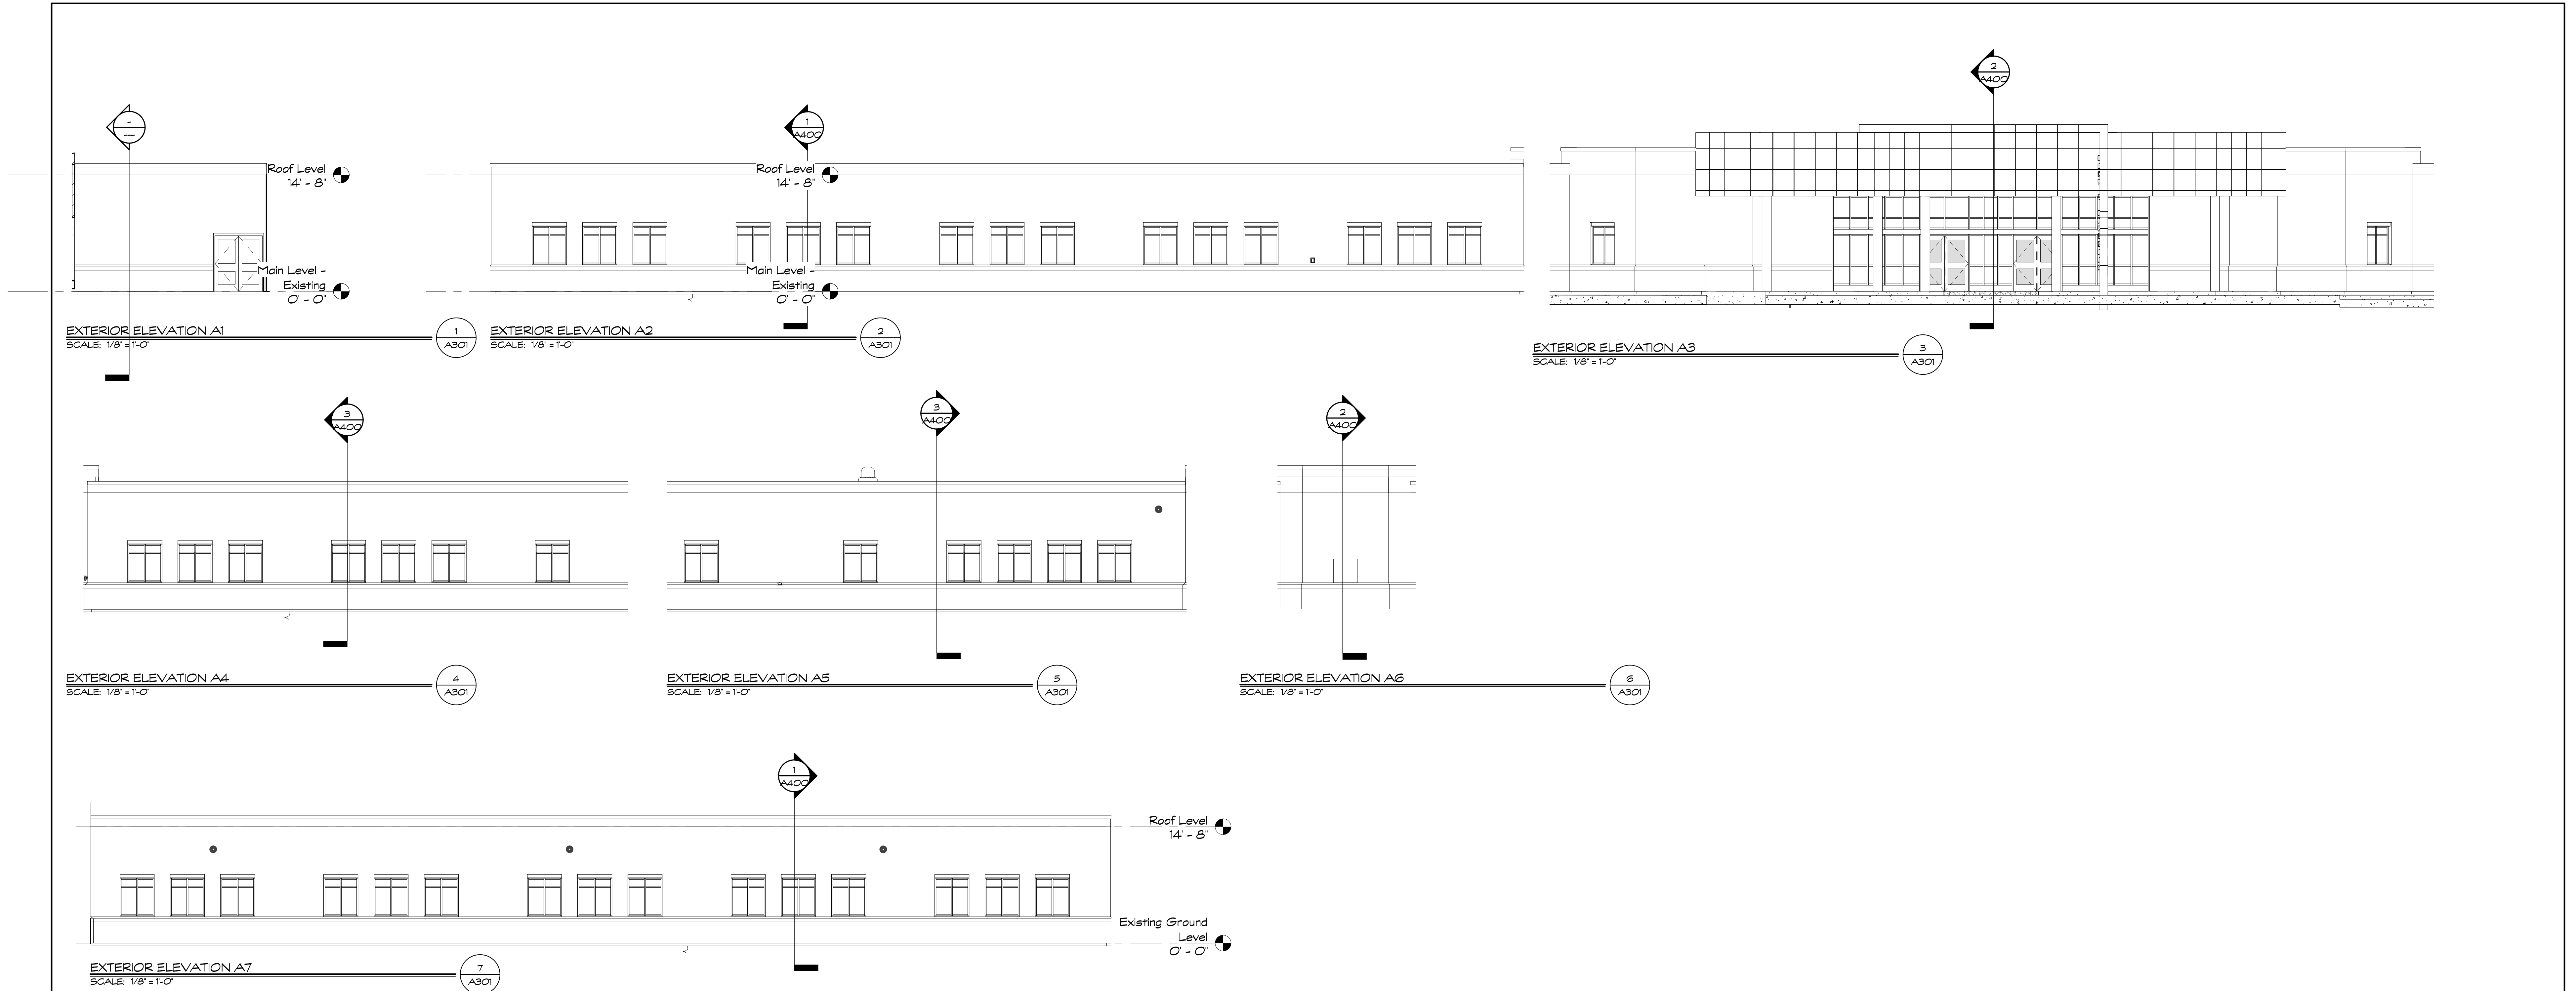 2
A400
-
---
1
A400
Roof Level
14' - 8"
Roof Level
14' - 8"
Main Level -
Existing
0' - 0"
Main Level -
Existing
0' - 0"
EXTERIOR ELEVATION A1
SCALE: 1/8" = 1'-0"
1
A301
EXTERIOR ELEVATION A2
SCALE: 1/8" = 1'-0"
2
A301
EXTERIOR ELEVATION A3
SCALE: 1/8" = 1'-0"
3
A301
3
A400
3
A400
2
A400
EXTERIOR ELEVATION A4
SCALE: 1/8" = 1'-0"
4
A301
EXTERIOR ELEVATION A5
SCALE: 1/8" = 1'-0"
5
A301
EXTERIOR ELEVATION A6
SCALE: 1/8" = 1'-0"
6
A301
1
A400
Roof Level
14' - 8"
Existing Ground
Level
0' - 0"
EXTERIOR ELEVATION A7
SCALE: 1/8" = 1'-0"
7
A301